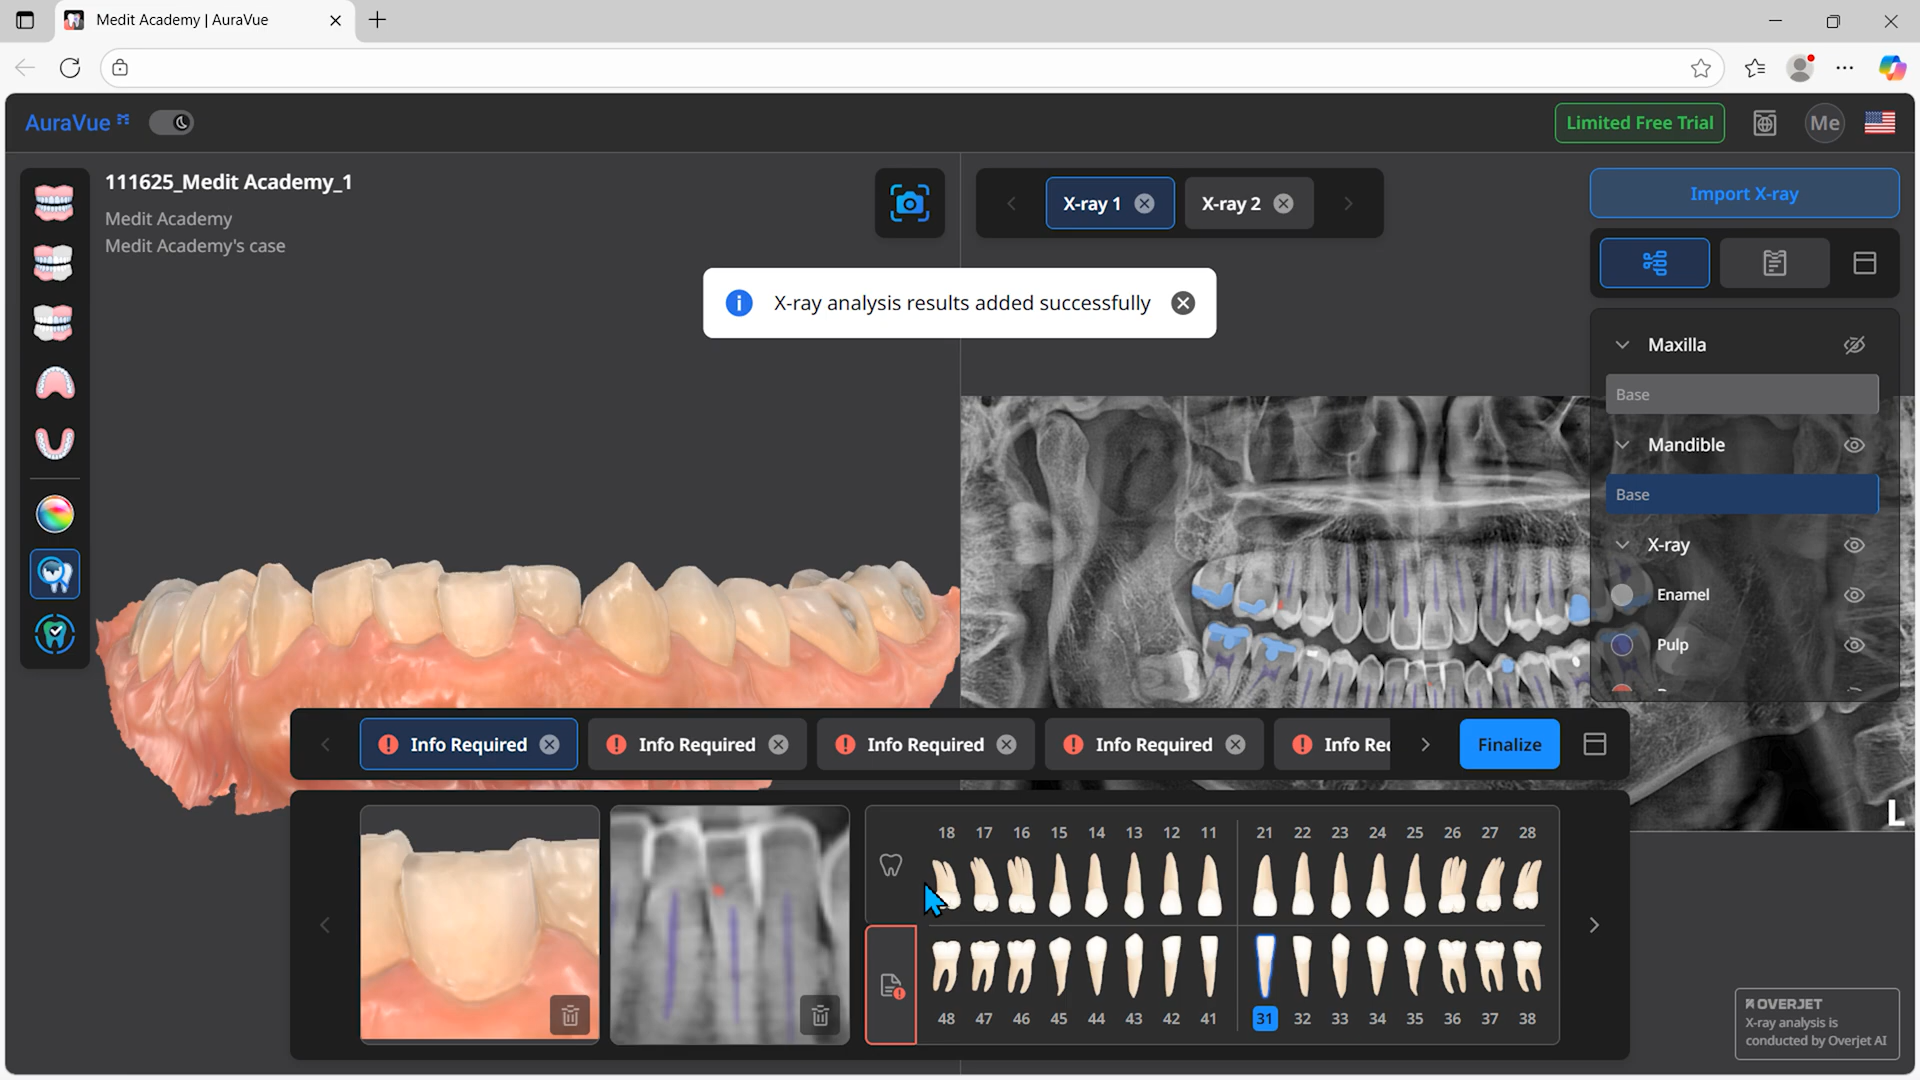 Medit Academy | AuraVue
AuraVue
Limited Free Trial
Me
111625_Medit Academy_1
Medit Academy
Medit Academy's case
X-ray 1
X-ray 2
Import X-ray
X-ray analysis results added successfully
Maxilla
Base
Mandible
Base
X-ray
Enamel
Pulp
L
Info Required
Info Required
Info Required
Info Required
Info Rec
Finalize
18 17 16 15 14 13 12 11 21 22 23 24 25 26 27 28
48 47 46 45 44 43 42 41 31 32 33 34 35 36 37 38
OVERJET
X-ray analysis is
conducted by Overjet AI